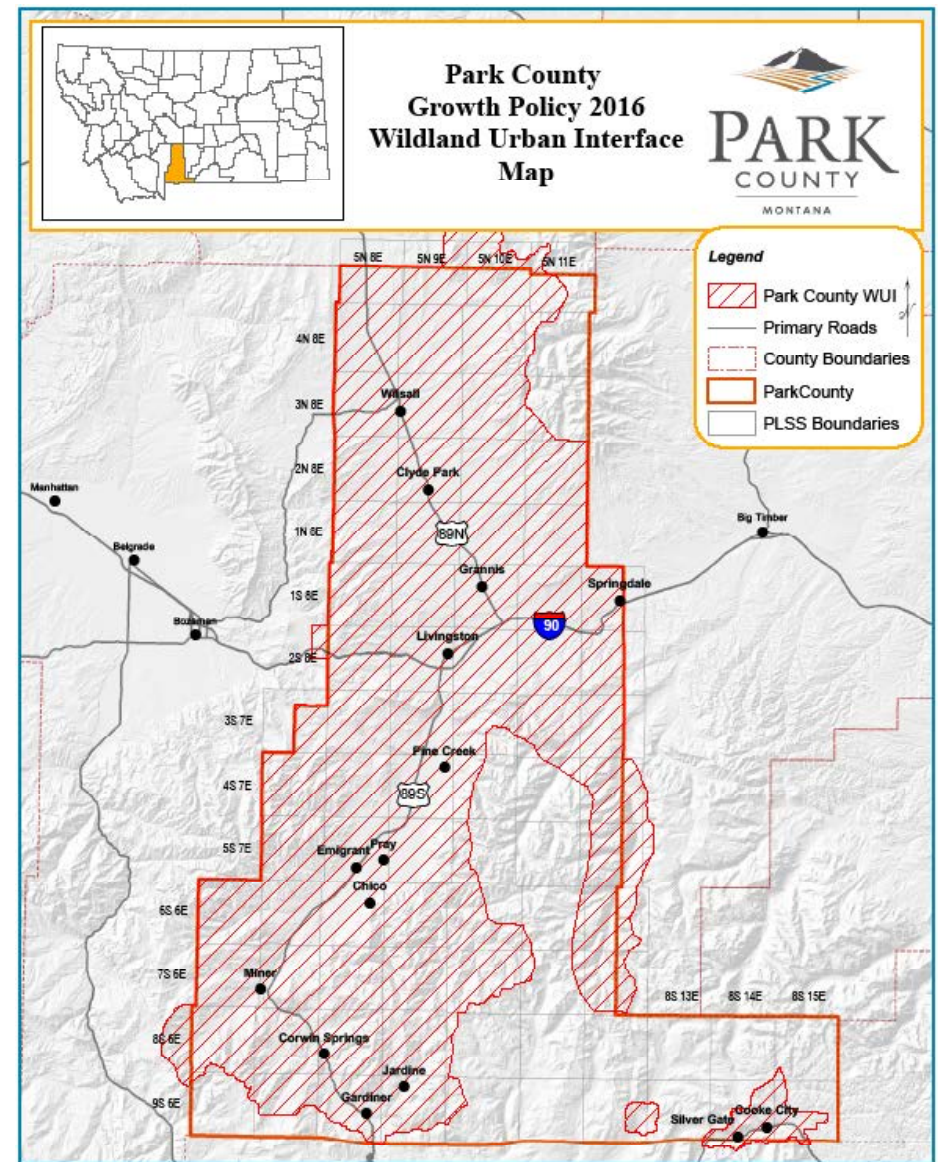 Park County
Growth Policy 2016
Wildland Urban Interface
Map
PARK
COUNTY
MONTANA
Legend
Park County WUI
Primary Roads
County Boundaries
ParkCounty
PLSS Boundaries
5N 8E
5N 9E
5N 10E
5N 11E
4N 8E
3N 8E
Wilsall
2N 8E
Clyde Park
Manhattan
1N 8E
89N
Big Timber
Belgrade
Grannis
Springdale
1S 8E
90
Bozeman
Livingston
2S 8E
3S 7E
Pine Creek
4S 7E
89S
5S 7E
Emigrant
Pray
Chico
6S 6E
7S 6E
Miner
8S 13E
8S 14E
8S 15E
8S 6E
Corwin Springs
Jardine
9S 6E
Gardiner
Silver Gate
Cooke City